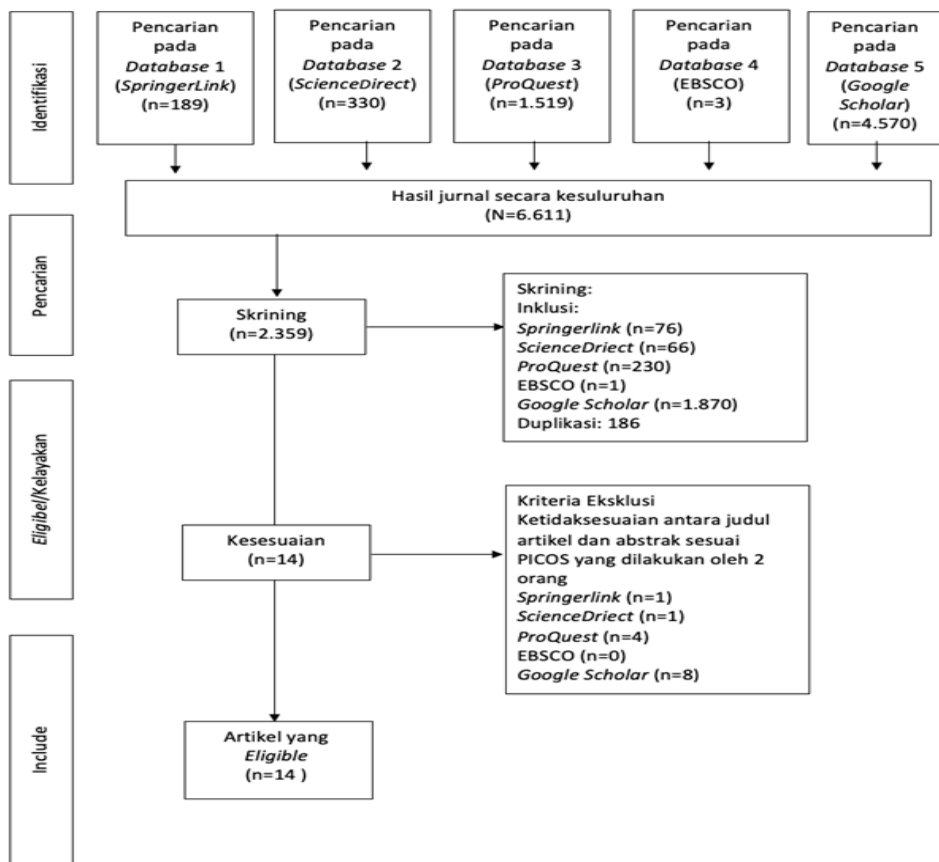 Identifikasi
Pencarian
pada
Database 1
(SpringerLink)
(n=189)
Pencarian
pada
Database 2
(ScienceDirect)
(n=330)
Pencarian
pada
Database 3
(ProQuest)
(n=1.519)
Pencarian
pada
Database 4
(EBSCO)
(n=3)
Pencarian
pada
Database 5
(Google
Scholar)
(n=4.570)
Hasil jurnal secara kesuluruhan
(N=6.611)
Pencarian
Skrining
(n=2.359)
Skrining:
Inklusi:
Springerlink (n=76)
ScienceDriect (n=66)
ProQuest (n=230)
EBSCO (n=1)
Google Scholar (n=1.870)
Duplikasi: 186
Eligibel/Kelayakan
Kesesuaian
(n=14)
Kriteria Eksklusi
Ketidaksesuaian antara judul
artikel dan abstrak sesuai
PICOS yang dilakukan oleh 2
orang
Springerlink (n=1)
ScienceDriect (n=1)
ProQuest (n=4)
EBSCO (n=0)
Google Scholar (n=8)
Include
Artikel yang
Eligible
(n=14 )